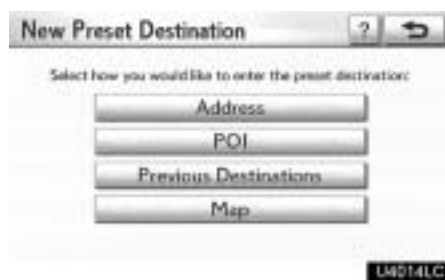 New Preset Destination ?
Select how you would like to enter the preset destination:
Address
POI
Previous Destinations
Map
U4014LC